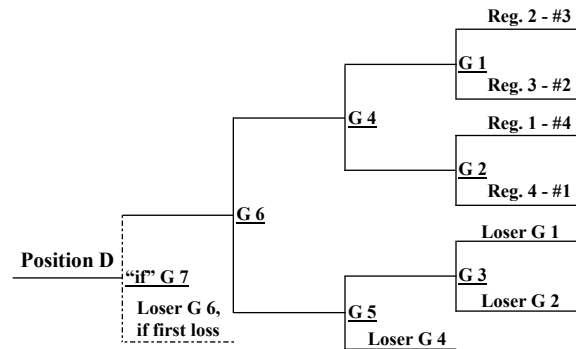 Reg. 2 - #3
G 1
Reg. 3 - #2
G 4
Reg. 1 - #4
G 2
Reg. 4 - #1
G 6
Loser G 1
Position D
“if” G 7
G 3
Loser G 6,
if first loss
Loser G 2
G 5
Loser G 4